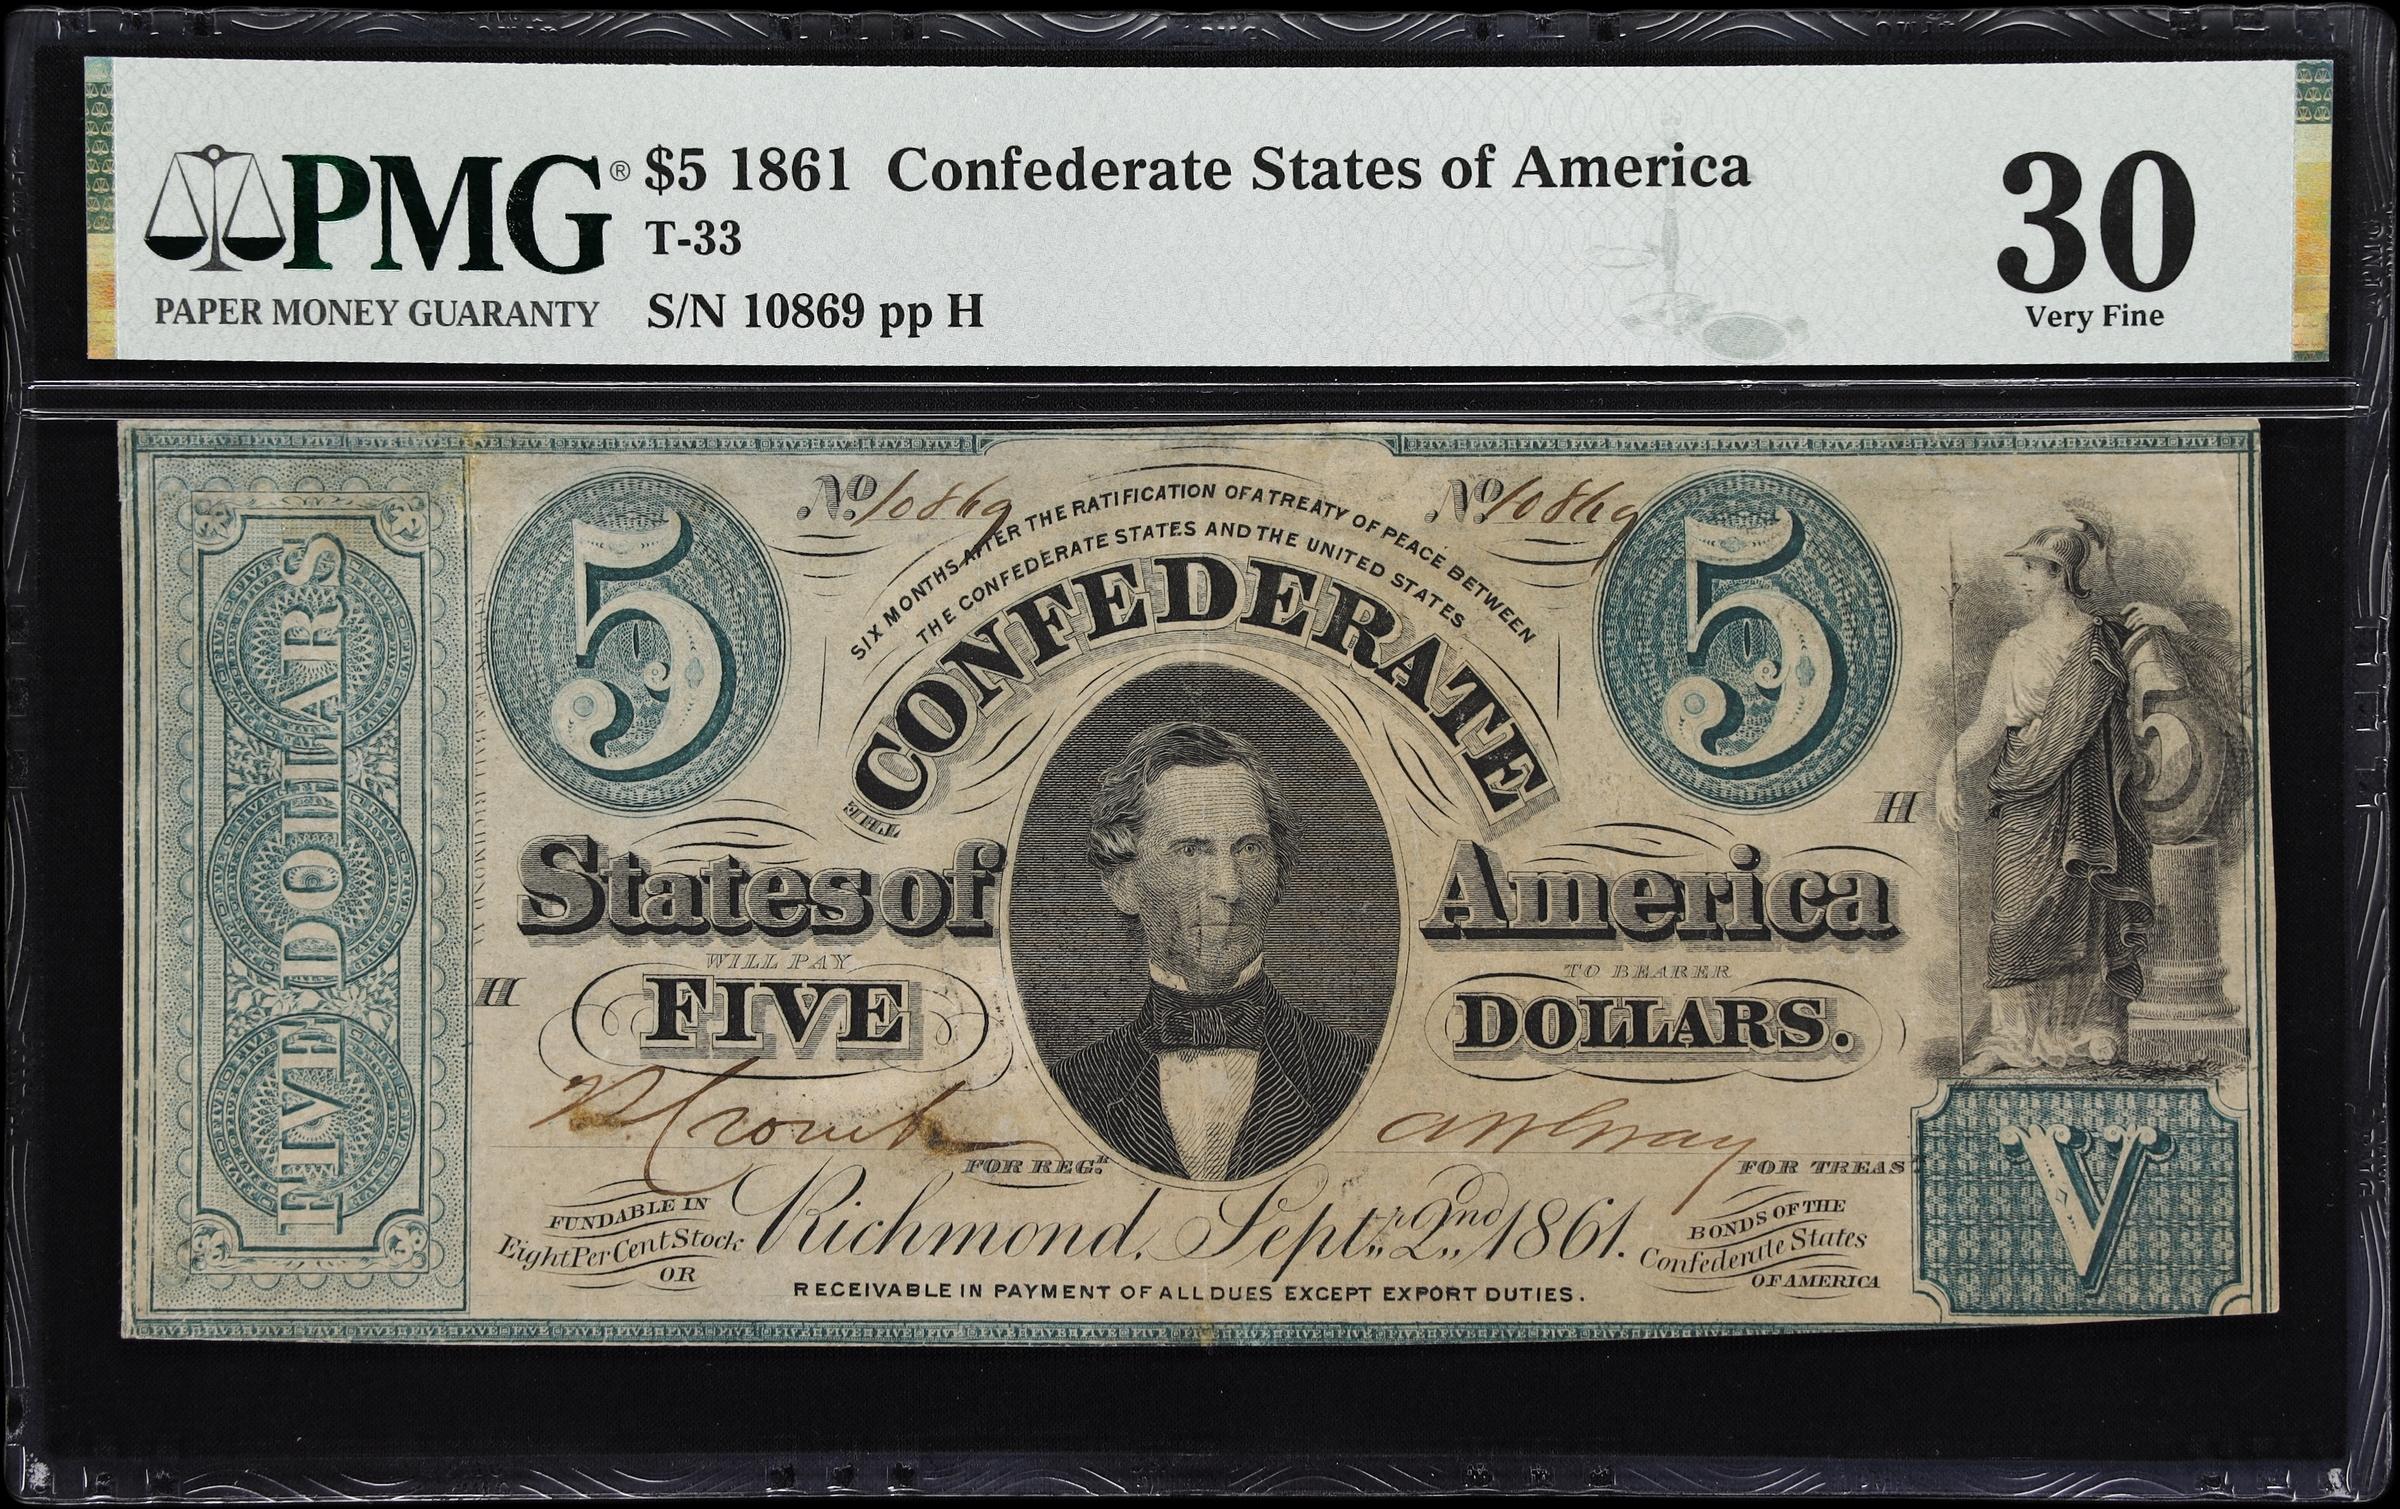 PMG® $5 1861 Confederate States of America
T-33
PAPER MONEY GUARANTY S/N 10869 pp H
30
Very Fine
FIVE DOLLARS
5
No. 10869
No. 10869
5
SIX MONTHS AFTER THE RATIFICATION OF A TREATY OF PEACE BETWEEN
THE CONFEDERATE STATES AND THE UNITED STATES
THE CONFEDERATE
States of America
H
5
WILL PAY TO BEARER
H
FIVE DOLLARS.
FOR REGR.
FOR TREASR
Richmond, Septr. 2nd, 1861.
FUNDABLE IN
Eight Per Cent Stock
OR
BONDS OF THE
Confederate States
OF AMERICA
RECEIVABLE IN PAYMENT OF ALL DUES EXCEPT EXPORT DUTIES.
V